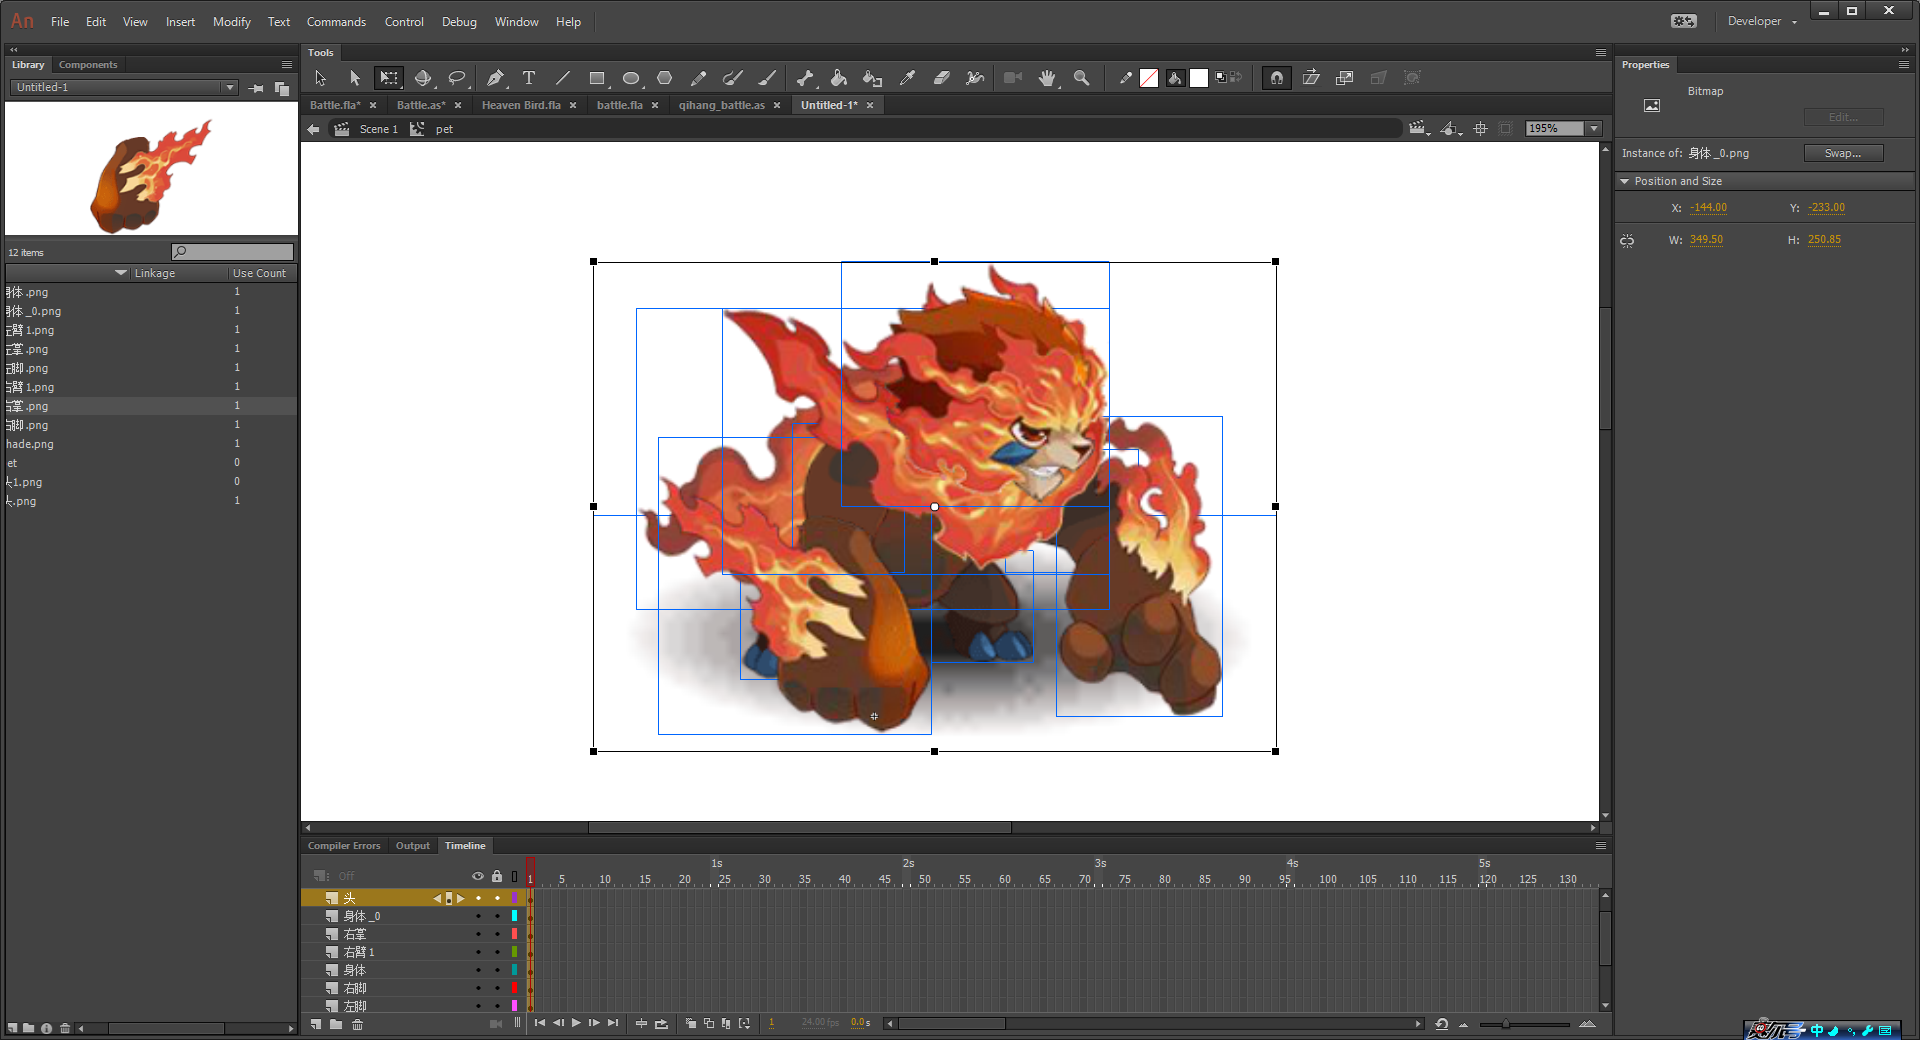 An File Edit View Insert Modify Text Commands Control Debug Window Help Developer
Library Components
Untitled-1
12 items
Linkage Use Count
身体 .png 1
身体 _0.png 1
左臂 1.png 1
左掌 .png 1
左脚 .png 1
右臂 1.png 1
右掌 .png 1
右脚 .png 1
hade.png 1
et 0
头1.png 0
头.png 1
Tools
Battle.fla* Battle.as* Heaven Bird.fla battle.fla qihang_battle.as Untitled-1*
Scene 1 pet 195%
Properties
Bitmap
Edit...
Instance of: 身体 _0.png Swap...
Position and Size
X: -144.00 Y: -233.00
W: 349.50 H: 250.85
Compiler Errors Output Timeline
Off
1s 2s 3s 4s 5s
1 5 10 15 20 25 30 35 40 45 50 55 60 65 70 75 80 85 90 95 100 105 110 115 120 125 130
头
身体 _0
右掌
右臂 1
身体
右脚
左脚
1 24.00 fps 0.0 s
中